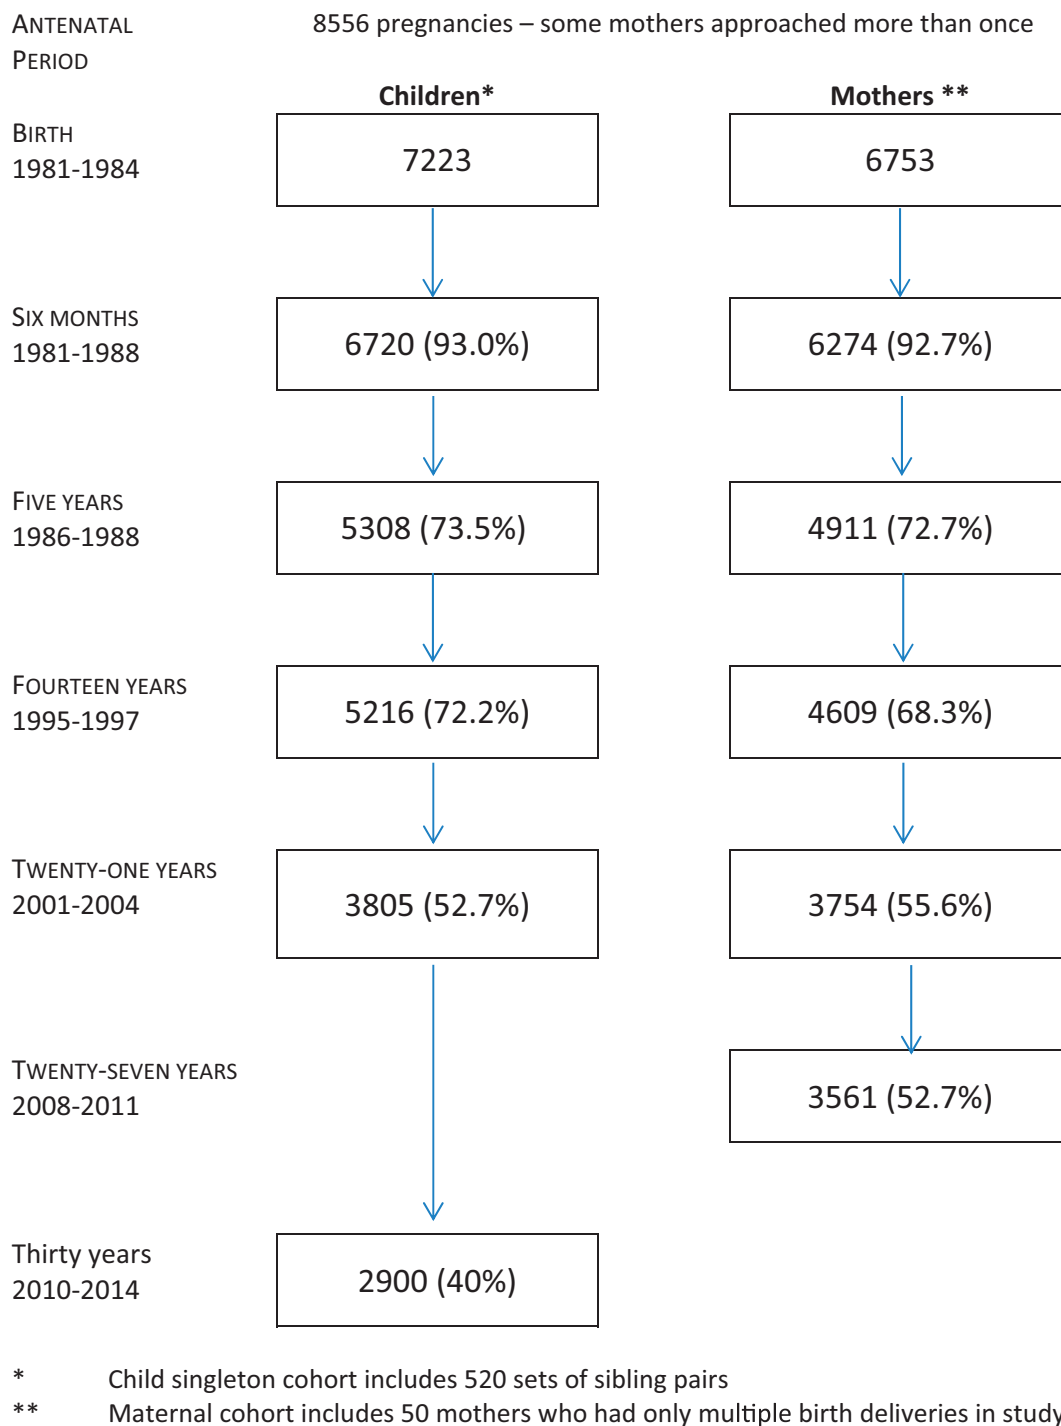 ANTENATAL PERIOD
8556 pregnancies – some mothers approached more than once
Children*
Mothers **
BIRTH
1981-1984
7223
6753
SIX MONTHS
1981-1988
6720 (93.0%)
6274 (92.7%)
FIVE YEARS
1986-1988
5308 (73.5%)
4911 (72.7%)
FOURTEEN YEARS
1995-1997
5216 (72.2%)
4609 (68.3%)
TWENTY-ONE YEARS
2001-2004
3805 (52.7%)
3754 (55.6%)
TWENTY-SEVEN YEARS
2008-2011
3561 (52.7%)
Thirty years
2010-2014
2900 (40%)
* Child singleton cohort includes 520 sets of sibling pairs
** Maternal cohort includes 50 mothers who had only multiple birth deliveries in study